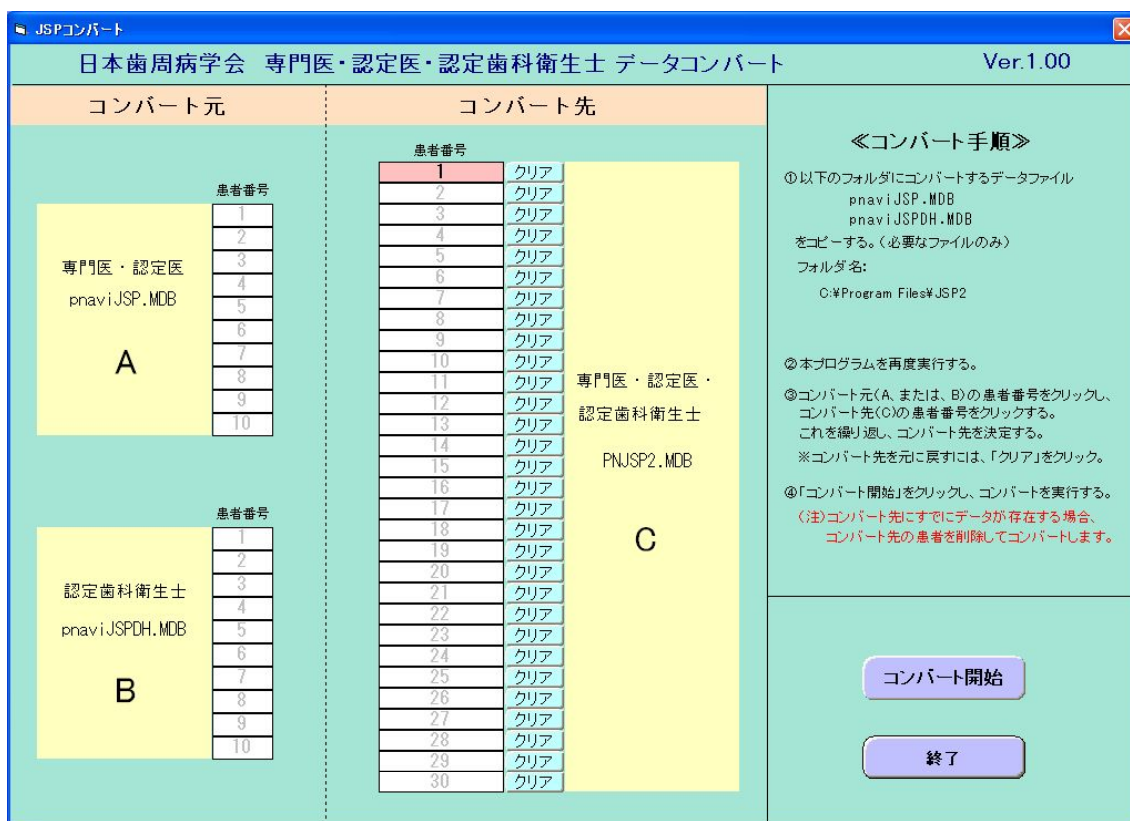 JSPコンバート
日本歯周病学会 専門医・認定医・認定歯科衛生士 データコンバート
Ver.1.00
コンバート元
患者番号
専門医・認定医
pnaviJSP.MDB
A
1
2
3
4
5
6
7
8
9
10
患者番号
認定歯科衛生士
pnaviJSPDH.MDB
B
1
2
3
4
5
6
7
8
9
10
コンバート先
患者番号
1 クリア
2 クリア
3 クリア
4 クリア
5 クリア
6 クリア
7 クリア
8 クリア
9 クリア
10 クリア
11 クリア
12 クリア
13 クリア
14 クリア
15 クリア
16 クリア
17 クリア
18 クリア
19 クリア
20 クリア
21 クリア
22 クリア
23 クリア
24 クリア
25 クリア
26 クリア
27 クリア
28 クリア
29 クリア
30 クリア
専門医・認定医・
認定歯科衛生士
PNJSP2.MDB
C
≪コンバート手順≫
①以下のフォルダにコンバートするデータファイル
pnaviJSP.MDB
pnaviJSPDH.MDB
をコピーする。(必要なファイルのみ)
フォルダ名:
C:¥Program Files¥JSP2
②本プログラムを再度実行する。
③コンバート元(A、または、B)の患者番号をクリックし、
コンバート先(C)の患者番号をクリックする。
これを繰り返し、コンバート先を決定する。
※コンバート先を元に戻すには、「クリア」をクリック。
④「コンバート開始」をクリックし、コンバートを実行する。
(注)コンバート先にすでにデータが存在する場合、
コンバート先の患者を削除してコンバートします。
コンバート開始
終了